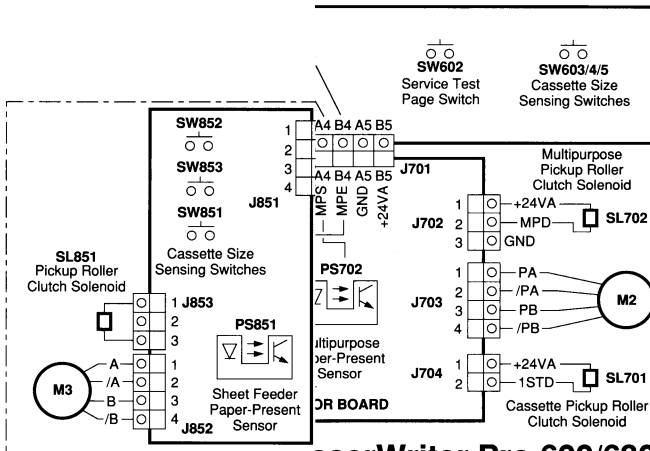 SW602
Service Test
Page Switch
SW603/4/5
Cassette Size
Sensing Switches
A4 B4 A5 B5
J701
A4 B4 A5 B5
MPS
MPE
GND
+24VA
SW852
SW853
SW851
Cassette Size
Sensing Switches
1
2
3
4
J851
SL851
Pickup Roller
Clutch Solenoid
1
2
3
J853
PS851
Sheet Feeder
Paper-Present
Sensor
M3
A
/A
B
/B
1
2
3
4
J852
PS702
Sensor
OR BOARD
Multipurpose
Pickup Roller
Clutch Solenoid
J702
1
2
3
+24VA
MPD
GND
SL702
J703
1
2
3
4
PA
/PA
PB
/PB
M2
J704
1
2
+24VA
1STD
SL701
Cassette Pickup Roller
Clutch Solenoid